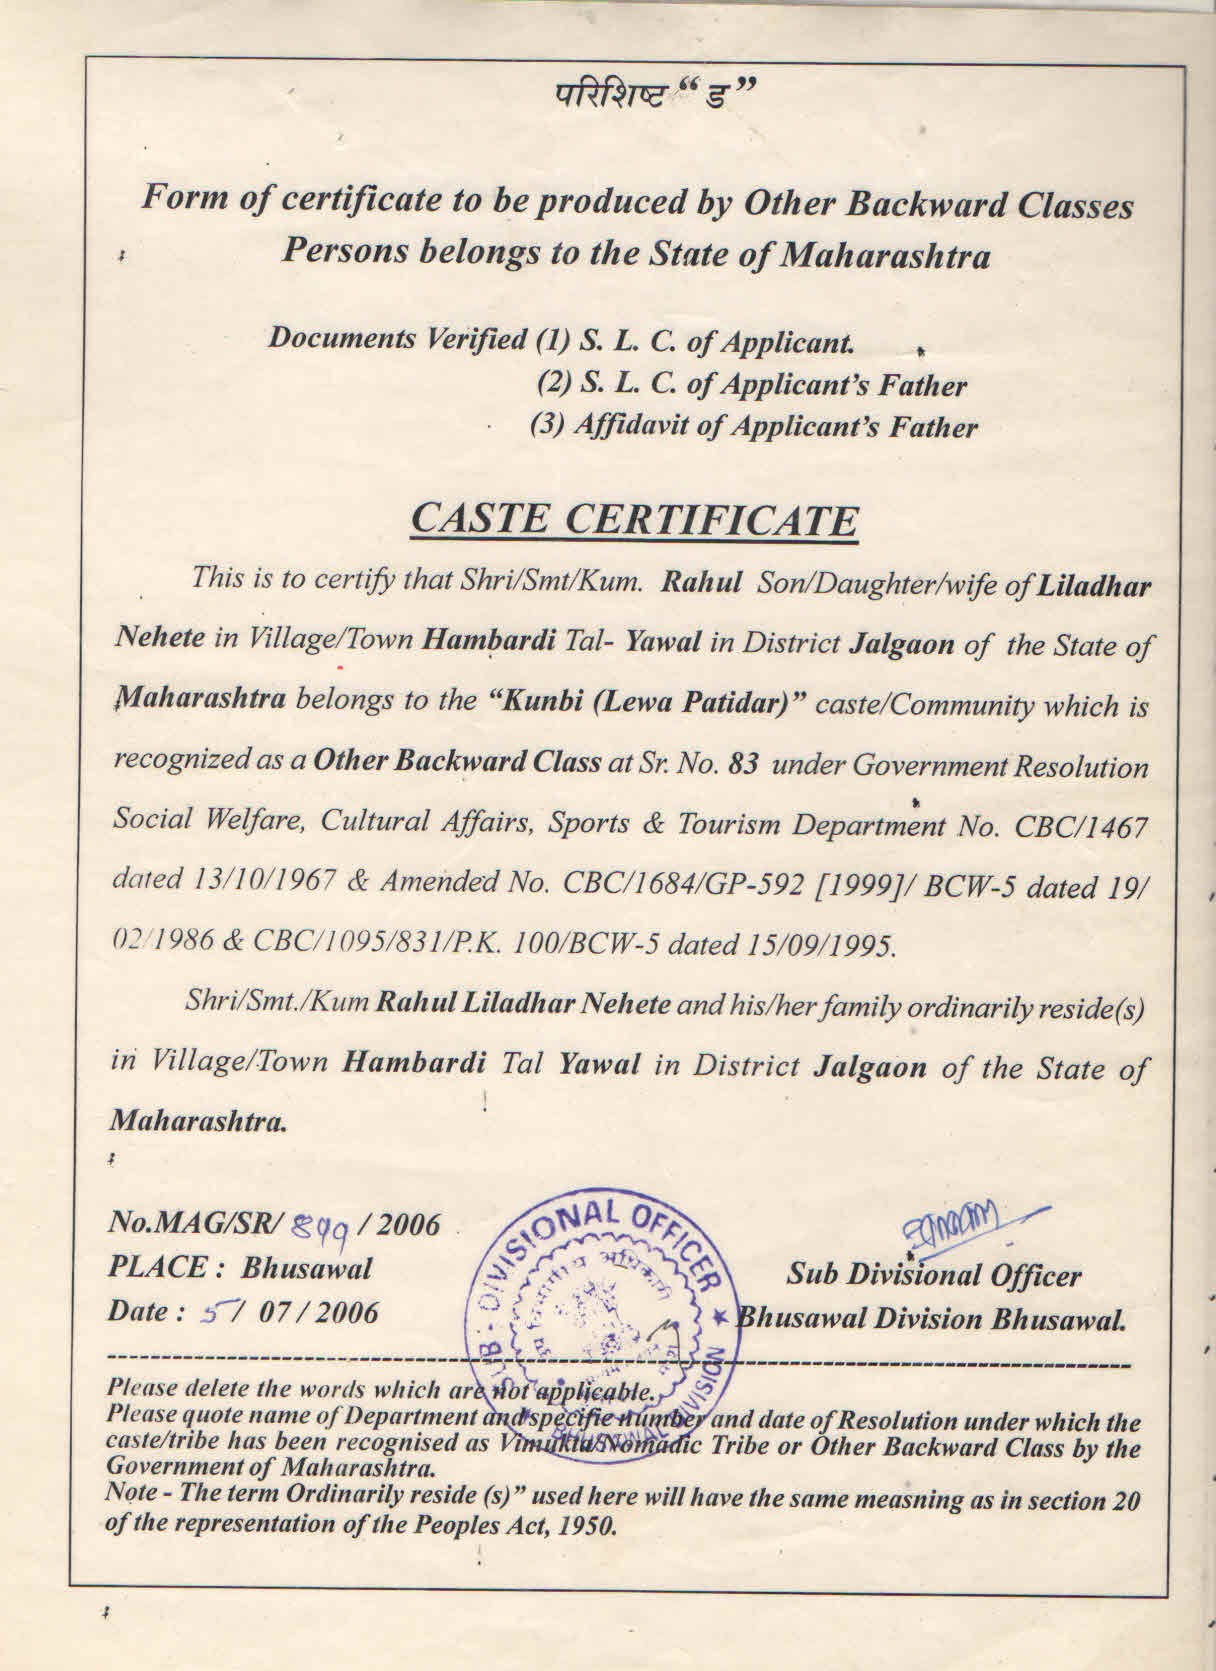 परिशिष्ट “ड”
Form of certificate to be produced by Other Backward Classes
Persons belongs to the State of Maharashtra
Documents Verified (1) S. L. C. of Applicant.
(2) S. L. C. of Applicant's Father
(3) Affidavit of Applicant's Father
CASTE CERTIFICATE
This is to certify that Shri/Smt/Kum. Rahul Son/Daughter/wife of Liladhar
Nehete in Village/Town Hambardi Tal- Yawal in District Jalgaon of the State of
Maharashtra belongs to the “Kunbi (Lewa Patidar)” caste/Community which is
recognized as a Other Backward Class at Sr. No. 83 under Government Resolution
Social Welfare, Cultural Affairs, Sports & Tourism Department No. CBC/1467
dated 13/10/1967 & Amended No. CBC/1684/GP-592 [1999]/ BCW-5 dated 19/
02/1986 & CBC/1095/831/P.K. 100/BCW-5 dated 15/09/1995.
Shri/Smt./Kum Rahul Liladhar Nehete and his/her family ordinarily reside(s)
in Village/Town Hambardi Tal Yawal in District Jalgaon of the State of
Maharashtra.
No.MAG/SR/ / 2006
PLACE : Bhusawal
Date : 5/ 07 / 2006
SUB-DIVISIONAL OFFICER
BHUSAWAL DIVISION
Sub Divisional Officer
Bhusawal Division Bhusawal.
Please delete the words which are not applicable.
Please quote name of Department and specific number and date of Resolution under which the
caste/tribe has been recognised as Vimukta/Nomadic Tribe or Other Backward Class by the
Government of Maharashtra.
Note - The term Ordinarily reside (s)” used here will have the same measning as in section 20
of the representation of the Peoples Act, 1950.